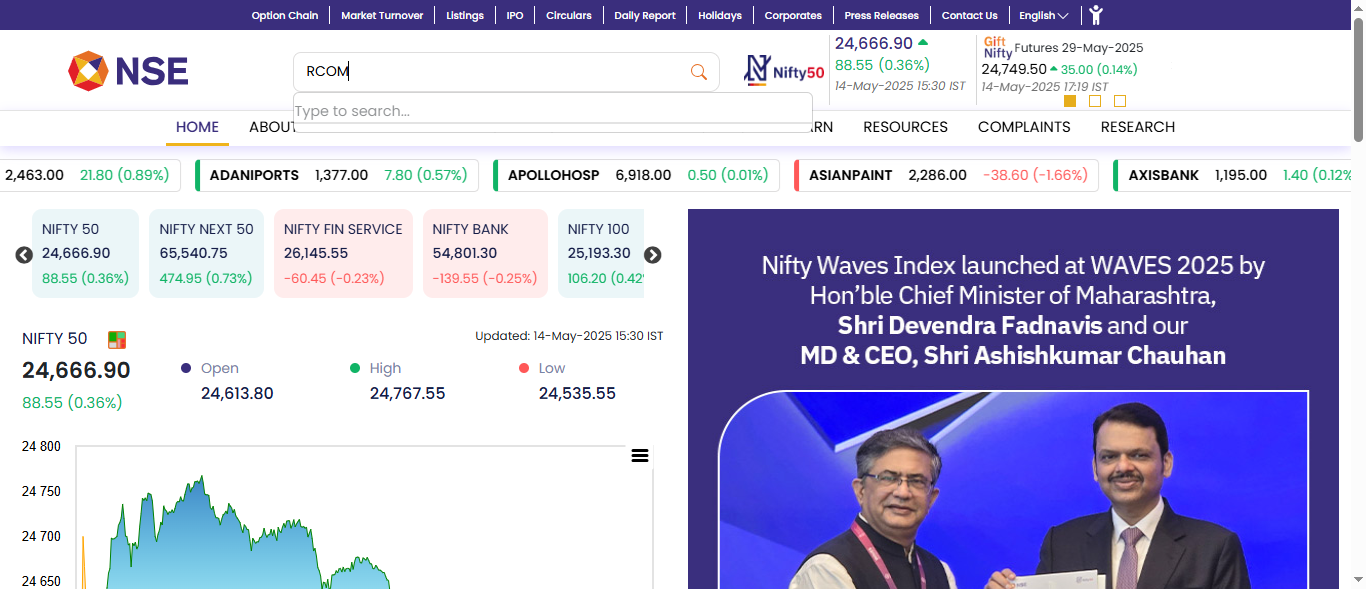 Option Chain
Market Turnover
Listings
IPO
Circulars
Daily Report
Holidays
Corporates
Press Releases
Contact Us
English
NSE
RCOM
Type to search...
Nifty50
24,666.90
88.55 (0.36%)
14-May-2025 15:30 IST
Gift Nifty
Futures 29-May-2025
24,749.50
35.00 (0.14%)
14-May-2025 17:19 IST
HOME
ABOUT
RN
RESOURCES
COMPLAINTS
RESEARCH
2,463.00 21.80 (0.89%)
ADANIPORTS 1,377.00 7.80 (0.57%)
APOLLOHOSP 6,918.00 0.50 (0.01%)
ASIANPAINT 2,286.00 -38.60 (-1.66%)
AXISBANK 1,195.00 1.40 (0.12%
NIFTY 50
24,666.90
88.55 (0.36%)
NIFTY NEXT 50
65,540.75
474.95 (0.73%)
NIFTY FIN SERVICE
26,145.55
-60.45 (-0.23%)
NIFTY BANK
54,801.30
-139.55 (-0.25%)
NIFTY 100
25,193.30
106.20 (0.42
NIFTY 50
Updated: 14-May-2025 15:30 IST
24,666.90
88.55 (0.36%)
Open
24,613.80
High
24,767.55
Low
24,535.55
24 800
24 750
24 700
24 650
Nifty Waves Index launched at WAVES 2025 by
Hon'ble Chief Minister of Maharashtra,
Shri Devendra Fadnavis and our
MD & CEO, Shri Ashishkumar Chauhan